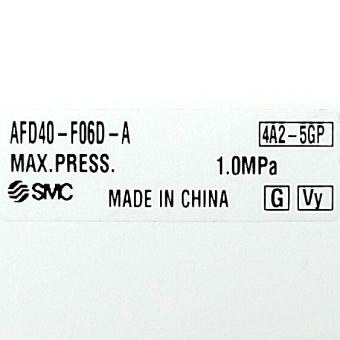 AFD40-F06D-A 4A2-5GP
MAX.PRESS. 1.0MPa
SMC MADE IN CHINA G Vy